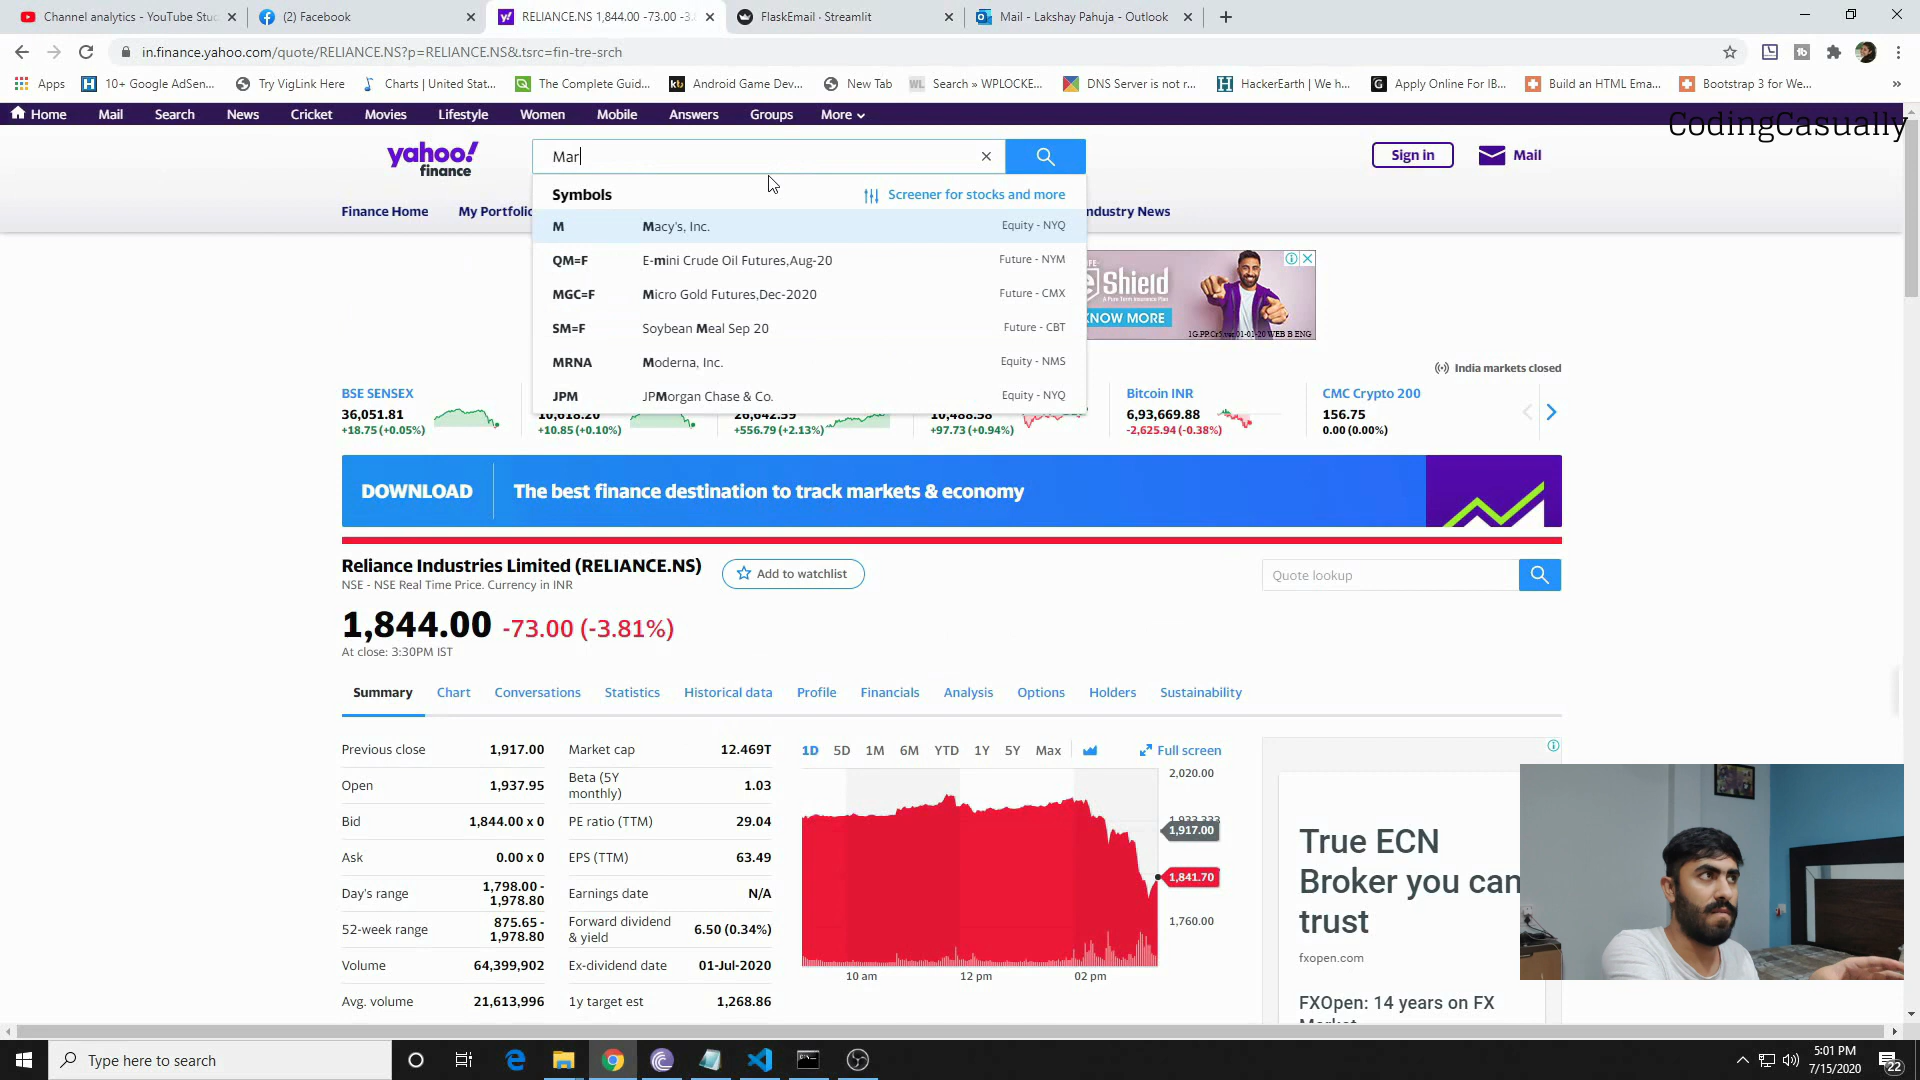 Channel analytics - YouTube Stu
(2) Facebook
RELIANCE.NS 1,844.00 -73.00 -3.
FlaskEmail · Streamlit
Mail - Lakshay Pahuja - Outlook
in.finance.yahoo.com/quote/RELIANCE.NS?p=RELIANCE.NS&.tsrc=fin-tre-srch
Apps
10+ Google AdSen...
Try VigLink Here
Charts | United Stat...
The Complete Guid...
Android Game Dev...
New Tab
Search » WPLOCKE...
DNS Server is not r...
HackerEarth | We h...
Apply Online For IB...
Build an HTML Ema...
Bootstrap 3 for We...
Home Mail Search News Cricket Movies Lifestyle Women Mobile Answers Groups More
CodingCasually
yahoo!
finance
Mar
Sign in
Mail
Symbols
Screener for stocks and more
Finance Home
My Portfolio
ndustry News
M Macy's, Inc. Equity - NYQ
QM=F E-mini Crude Oil Futures,Aug-20 Future - NYM
MGC=F Micro Gold Futures,Dec-2020 Future - CMX
SM=F Soybean Meal Sep 20 Future - CBT
MRNA Moderna, Inc. Equity - NMS
JPM JPMorgan Chase & Co. Equity - NYQ
e Shield
A Pure Term Insurance Plan
KNOW MORE
India markets closed
BSE SENSEX
36,051.81
+18.75 (+0.05%)
+10.85 (+0.10%)
+556.79 (+2.13%)
+97.73 (+0.94%)
Bitcoin INR
6,93,669.88
-2,625.94 (-0.38%)
CMC Crypto 200
156.75
0.00 (0.00%)
DOWNLOAD
The best finance destination to track markets & economy
Reliance Industries Limited (RELIANCE.NS)
Add to watchlist
Quote lookup
NSE - NSE Real Time Price. Currency in INR
1,844.00 -73.00 (-3.81%)
At close: 3:30PM IST
Summary Chart Conversations Statistics Historical data Profile Financials Analysis Options Holders Sustainability
Previous close 1,917.00
Open 1,937.95
Bid 1,844.00 x 0
Ask 0.00 x 0
Day's range 1,798.00 -
1,978.80
52-week range 875.65 -
1,978.80
Volume 64,399,902
Avg. volume 21,613,996
Market cap 12.469T
Beta (5Y
monthly) 1.03
PE ratio (TTM) 29.04
EPS (TTM) 63.49
Earnings date N/A
Forward dividend
& yield 6.50 (0.34%)
Ex-dividend date 01-Jul-2020
1y target est 1,268.86
1D 5D 1M 6M YTD 1Y 5Y Max
Full screen
2,020.00
1,917.00
1,841.70
1,760.00
10 am 12 pm 02 pm
True ECN
Broker you can
trust
fxopen.com
FXOpen: 14 years on FX
Type here to search
5:01 PM
7/15/2020
22